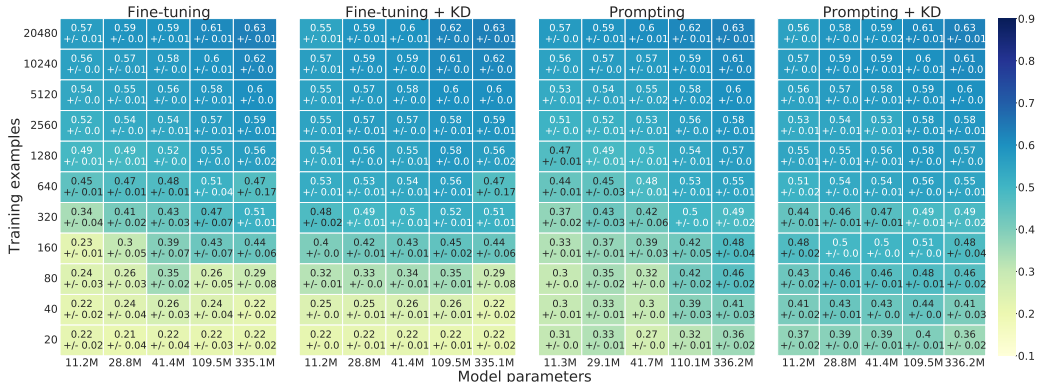 Fine-tuning Fine-tuning + KD Prompting Prompting + KD
Training examples
20480 0.57 0.59 0.59 0.61 0.63 0.55 0.59 0.6 0.62 0.63 0.56 0.58 0.59 0.62 0.63 0.56 0.58 0.59 0.61 0.63
+/- 0.01 +/- 0.0 +/- 0.01 +/- 0.01 +/- 0.01 +/- 0.01 +/- 0.01 +/- 0.0 +/- 0.01 +/- 0.01 +/- 0.0 +/- 0.0 +/- 0.01 +/- 0.01 +/- 0.01 +/- 0.0 +/- 0.0 +/- 0.01 +/- 0.0 +/- 0.01
10240 0.56 0.57 0.58 0.6 0.62 0.57 0.59 0.59 0.61 0.62 0.56 0.57 0.57 0.6 0.61 0.57 0.59 0.59 0.6 0.61
+/- 0.0 +/- 0.01 +/- 0.01 +/- 0.01 +/- 0.0 +/- 0.01 +/- 0.01 +/- 0.0 +/- 0.01 +/- 0.0 +/- 0.0 +/- 0.0 +/- 0.01 +/- 0.01 +/- 0.0 +/- 0.0 +/- 0.0 +/- 0.01 +/- 0.01 +/- 0.0
5120 0.54 0.55 0.56 0.58 0.6 0.55 0.57 0.58 0.6 0.6 0.53 0.54 0.55 0.58 0.6 0.56 0.57 0.58 0.59 0.6
+/- 0.0 +/- 0.01 +/- 0.0 +/- 0.01 +/- 0.0 +/- 0.01 +/- 0.01 +/- 0.0 +/- 0.0 +/- 0.0 +/- 0.01 +/- 0.01 +/- 0.02 +/- 0.02 +/- 0.0 +/- 0.01 +/- 0.01 +/- 0.01 +/- 0.0 +/- 0.0
2560 0.52 0.54 0.54 0.57 0.59 0.55 0.57 0.57 0.58 0.59 0.51 0.52 0.53 0.56 0.58 0.53 0.54 0.53 0.58 0.58
+/- 0.0 +/- 0.0 +/- 0.01 +/- 0.01 +/- 0.01 +/- 0.0 +/- 0.0 +/- 0.01 +/- 0.01 +/- 0.01 +/- 0.0 +/- 0.01 +/- 0.01 +/- 0.01 +/- 0.01 +/- 0.0 +/- 0.0 +/- 0.01 +/- 0.01 +/- 0.01
1280 0.49 0.49 0.52 0.55 0.56 0.54 0.56 0.55 0.58 0.56 0.47 0.49 0.5 0.54 0.57 0.54 0.55 0.56 0.57 0.57
+/- 0.01 +/- 0.01 +/- 0.0 +/- 0.0 +/- 0.02 +/- 0.0 +/- 0.0 +/- 0.01 +/- 0.0 +/- 0.02 +/- 0.01 +/- 0.01 +/- 0.01 +/- 0.01 +/- 0.0 +/- 0.0 +/- 0.0 +/- 0.01 +/- 0.01 +/- 0.0
640 0.45 0.47 0.48 0.51 0.47 0.53 0.53 0.54 0.56 0.47 0.44 0.45 0.48 0.53 0.55 0.51 0.54 0.54 0.56 0.55
+/- 0.01 +/- 0.01 +/- 0.01 +/- 0.04 +/- 0.17 +/- 0.01 +/- 0.01 +/- 0.01 +/- 0.01 +/- 0.17 +/- 0.01 +/- 0.03 +/- 0.01 +/- 0.01 +/- 0.01 +/- 0.02 +/- 0.0 +/- 0.0 +/- 0.01 +/- 0.01
320 0.34 0.41 0.43 0.47 0.51 0.48 0.49 0.5 0.51 0.51 0.37 0.43 0.42 0.5 0.49 0.44 0.46 0.47 0.49 0.49
+/- 0.04 +/- 0.02 +/- 0.03 +/- 0.07 +/- 0.01 +/- 0.02 +/- 0.01 +/- 0.01 +/- 0.01 +/- 0.01 +/- 0.02 +/- 0.03 +/- 0.06 +/- 0.0 +/- 0.02 +/- 0.01 +/- 0.01 +/- 0.01 +/- 0.01 +/- 0.02
160 0.23 0.3 0.39 0.43 0.44 0.4 0.42 0.43 0.45 0.44 0.33 0.37 0.39 0.42 0.48 0.48 0.5 0.5 0.51 0.48
+/- 0.01 +/- 0.05 +/- 0.02 +/- 0.07 +/- 0.06 +/- 0.0 +/- 0.01 +/- 0.01 +/- 0.02 +/- 0.06 +/- 0.01 +/- 0.01 +/- 0.02 +/- 0.05 +/- 0.04 +/- 0.02 +/- 0.0 +/- 0.0 +/- 0.01 +/- 0.04
80 0.24 0.26 0.35 0.26 0.29 0.32 0.33 0.34 0.35 0.29 0.3 0.35 0.32 0.42 0.46 0.43 0.46 0.46 0.48 0.46
+/- 0.03 +/- 0.03 +/- 0.02 +/- 0.05 +/- 0.08 +/- 0.01 +/- 0.01 +/- 0.01 +/- 0.01 +/- 0.08 +/- 0.0 +/- 0.02 +/- 0.0 +/- 0.02 +/- 0.02 +/- 0.01 +/- 0.01 +/- 0.01 +/- 0.01 +/- 0.02
40 0.22 0.24 0.26 0.24 0.22 0.25 0.25 0.26 0.26 0.22 0.3 0.33 0.3 0.39 0.41 0.41 0.43 0.43 0.44 0.41
+/- 0.02 +/- 0.04 +/- 0.03 +/- 0.04 +/- 0.02 +/- 0.0 +/- 0.01 +/- 0.01 +/- 0.01 +/- 0.02 +/- 0.01 +/- 0.01 +/- 0.0 +/- 0.03 +/- 0.03 +/- 0.02 +/- 0.01 +/- 0.02 +/- 0.01 +/- 0.03
20 0.22 0.21 0.22 0.22 0.22 0.22 0.22 0.22 0.22 0.22 0.31 0.33 0.27 0.32 0.36 0.37 0.39 0.39 0.4 0.36
+/- 0.02 +/- 0.04 +/- 0.04 +/- 0.02 +/- 0.02 +/- 0.0 +/- 0.0 +/- 0.01 +/- 0.01 +/- 0.02 +/- 0.01 +/- 0.0 +/- 0.03 +/- 0.01 +/- 0.02 +/- 0.02 +/- 0.01 +/- 0.01 +/- 0.0 +/- 0.02
11.2M 28.8M 41.4M 109.5M 335.1M 11.2M 28.8M 41.4M 109.5M 335.1M 11.3M 29.1M 41.7M 110.1M 336.2M 11.2M 28.8M 41.4M 109.5M 336.2M
Model parameters
0.9
0.8
0.7
0.6
0.5
0.4
0.3
0.2
0.1